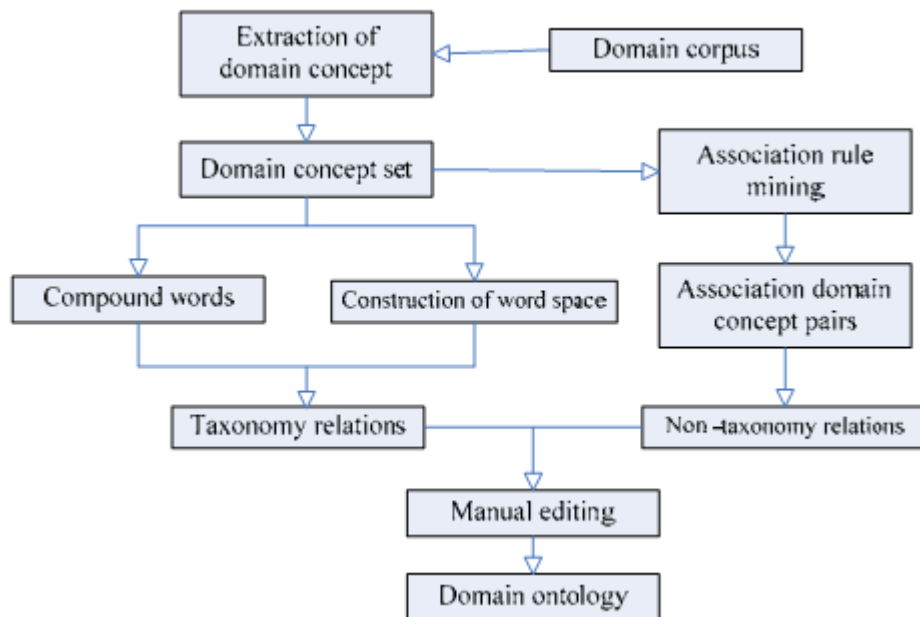 Extraction of
domain concept
Domain corpus
Domain concept set
Association rule
mining
Compound words
Construction of word space
Association domain
concept pairs
Taxonomy relations
Non-taxonomy relations
Manual editing
Domain ontology